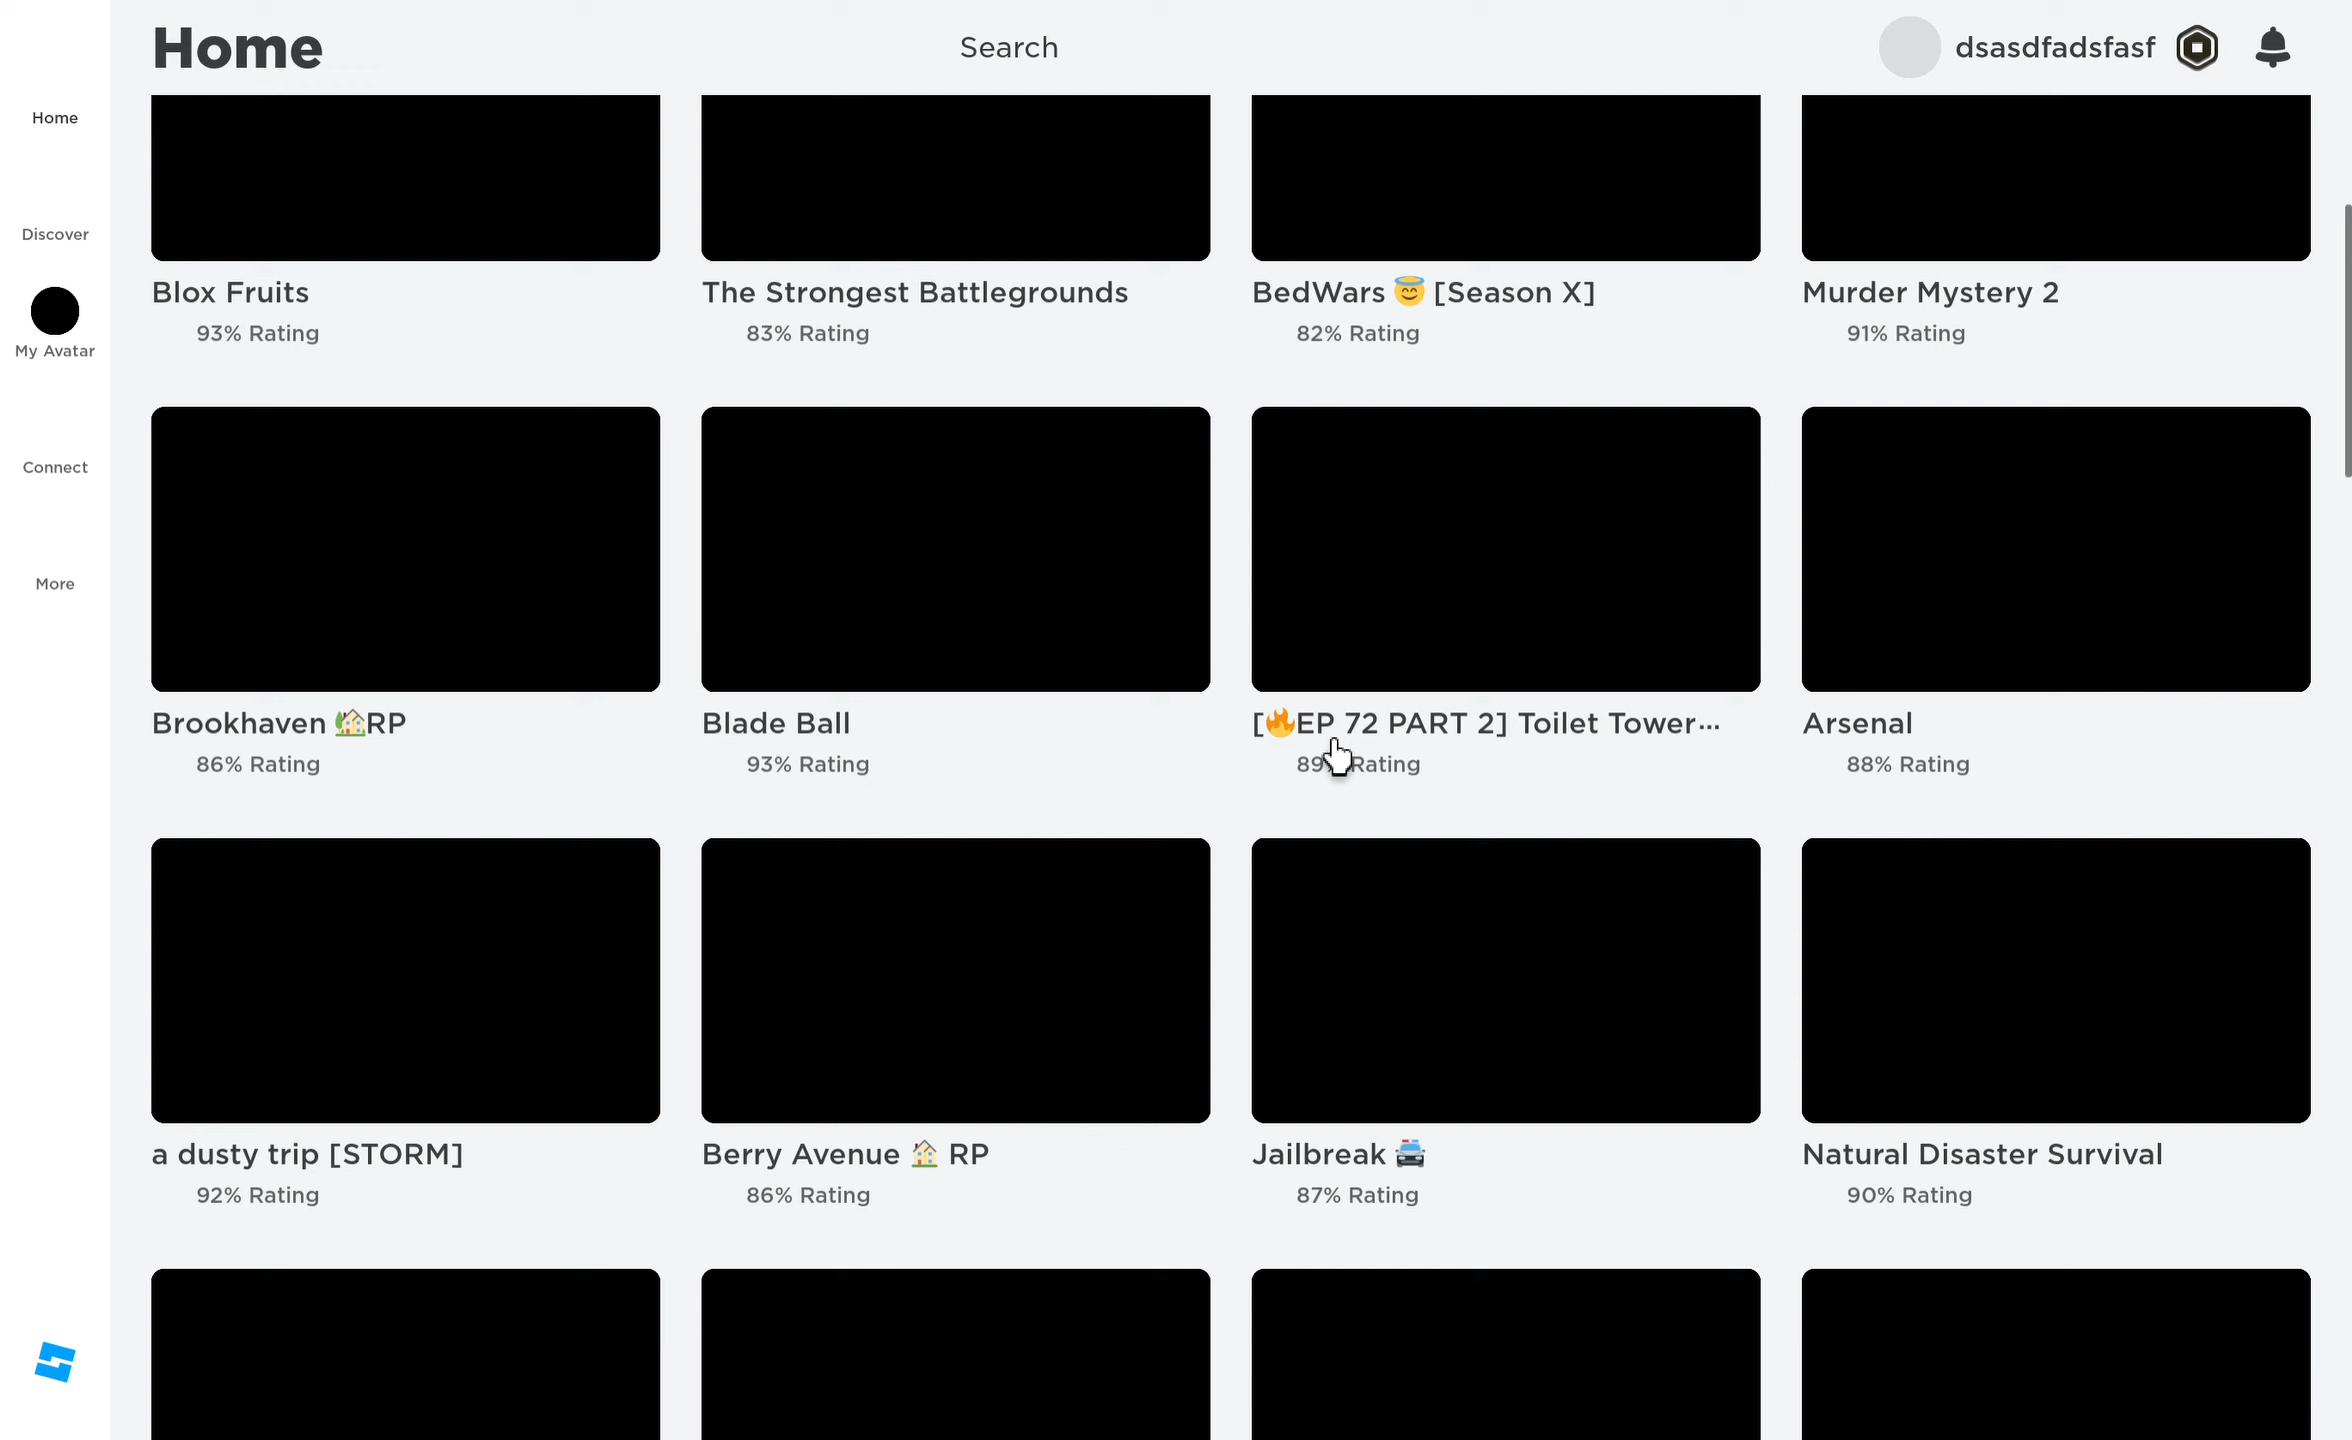 Home
Search
dsasdfadsfasf
Home
Discover
My Avatar
Connect
More
Blox Fruits
93% Rating
The Strongest Battlegrounds
83% Rating
BedWars 😇 [Season X]
82% Rating
Murder Mystery 2
91% Rating
Brookhaven 🏡RP
86% Rating
Blade Ball
93% Rating
[🔥EP 72 PART 2] Toilet Tower...
89% Rating
Arsenal
88% Rating
a dusty trip [STORM]
92% Rating
Berry Avenue 🏠 RP
86% Rating
Jailbreak 🚔
87% Rating
Natural Disaster Survival
90% Rating